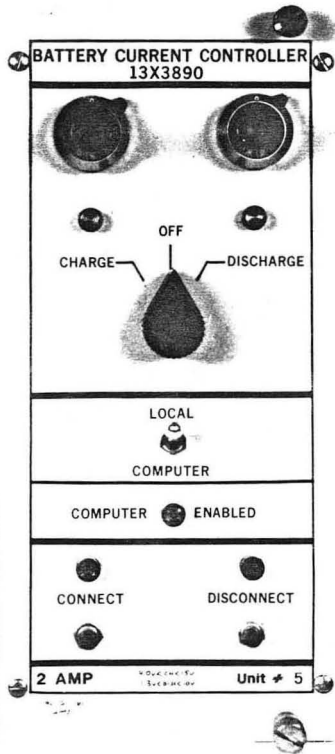 BATTERY CURRENT CONTROLLER
13X3890
OFF
CHARGE DISCHARGE
LOCAL
COMPUTER
COMPUTER ENABLED
CONNECT DISCONNECT
2 AMP Unit # 5